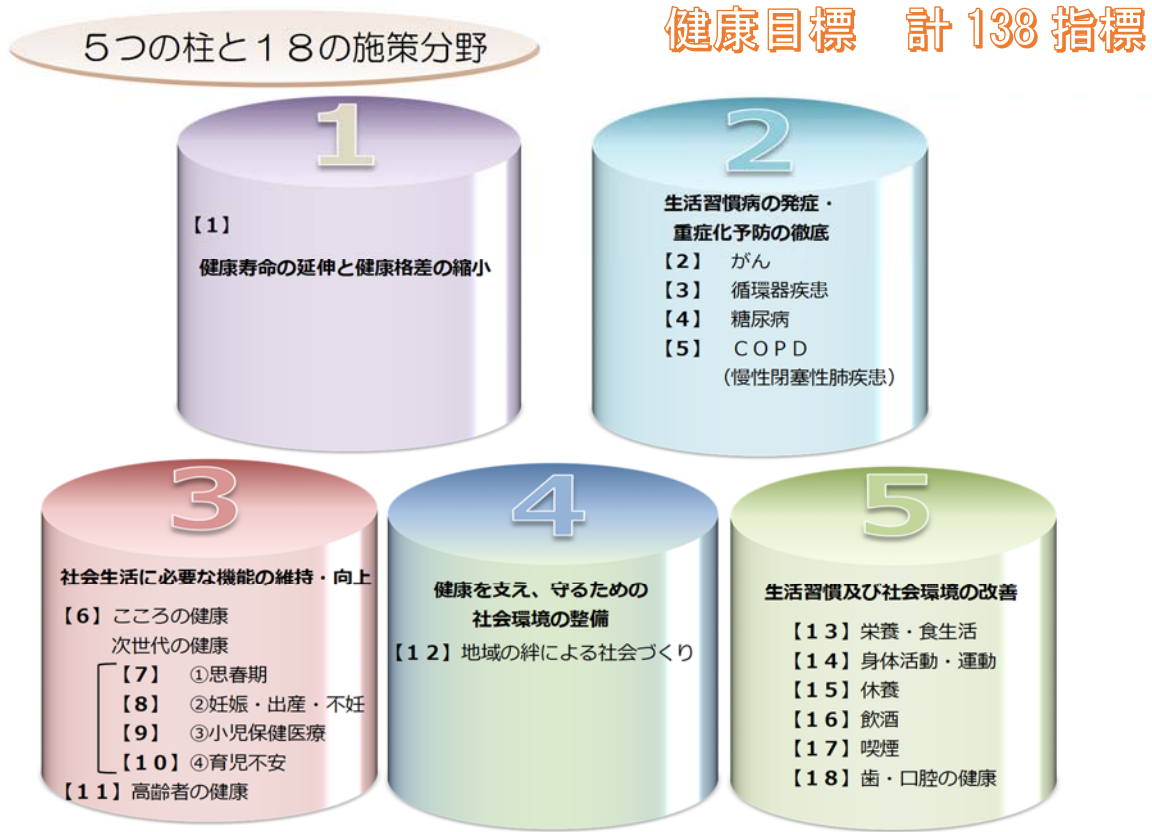 ５つの柱と１８の施策分野
健康目標　計 138 指標
1
【１】
健康寿命の延伸と健康格差の縮小
2
生活習慣病の発症・
重症化予防の徹底
【２】　がん
【３】　循環器疾患
【４】　糖尿病
【５】　ＣＯＰＤ
（慢性閉塞性肺疾患）
3
社会生活に必要な機能の維持・向上
【６】こころの健康
次世代の健康
【７】　①思春期
【８】　②妊娠・出産・不妊
【９】　③小児保健医療
【１０】④育児不安
【１１】高齢者の健康
4
健康を支え、守るための
社会環境の整備
【１２】地域の絆による社会づくり
5
生活習慣及び社会環境の改善
【１３】栄養・食生活
【１４】身体活動・運動
【１５】休養
【１６】飲酒
【１７】喫煙
【１８】歯・口腔の健康